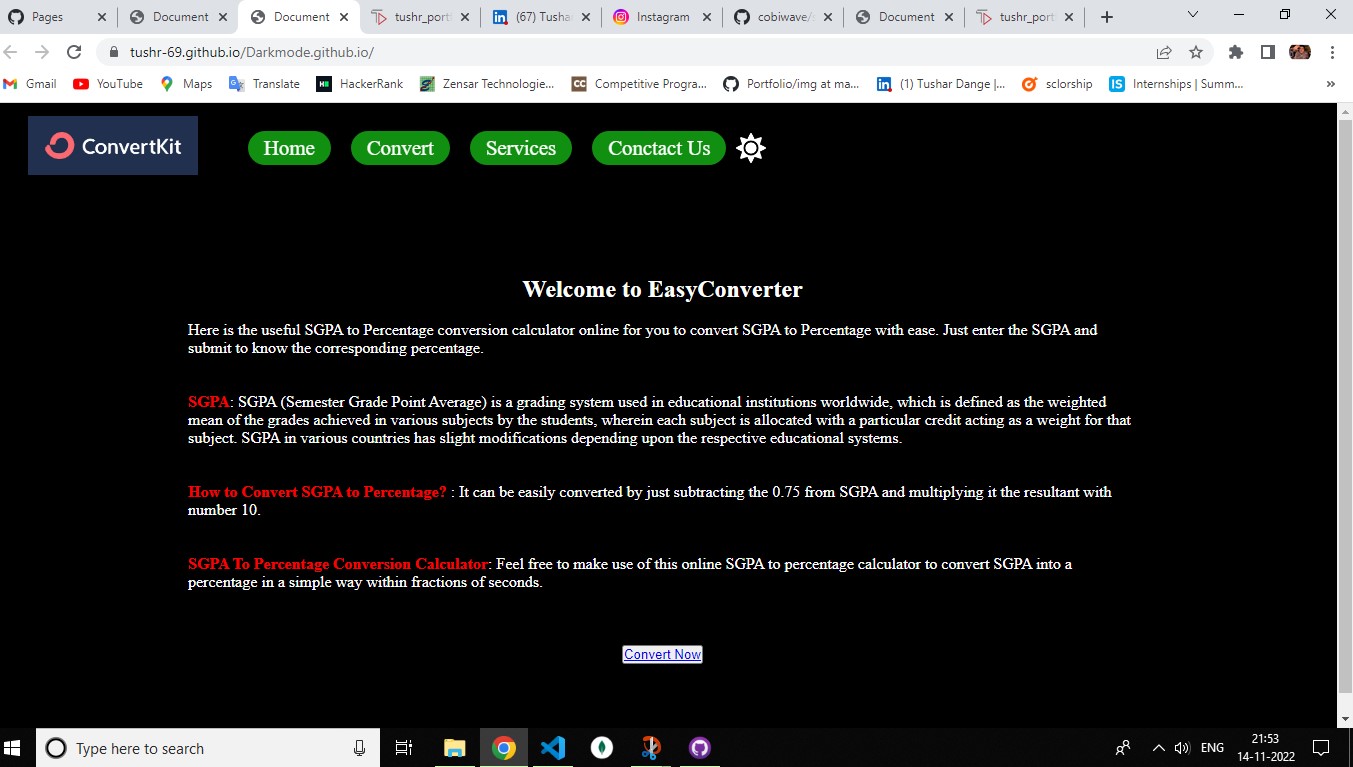 Pages
Document
Document
tushr_port
(67) Tusha
Instagram
cobiwave/
Document
tushr_port
tushr-69.github.io/Darkmode.github.io/
Gmail
YouTube
Maps
Translate
HackerRank
Zensar Technologie...
CC
Competitive Progra...
Portfolio/img at ma...
(1) Tushar Dange |...
sclorship
IS
Internships | Summ...
ConvertKit
Home
Convert
Services
Conctact Us
Welcome to EasyConverter
Here is the useful SGPA to Percentage conversion calculator online for you to convert SGPA to Percentage with ease. Just enter the SGPA and
submit to know the corresponding percentage.
SGPA: SGPA (Semester Grade Point Average) is a grading system used in educational institutions worldwide, which is defined as the weighted
mean of the grades achieved in various subjects by the students, wherein each subject is allocated with a particular credit acting as a weight for that
subject. SGPA in various countries has slight modifications depending upon the respective educational systems.
How to Convert SGPA to Percentage? : It can be easily converted by just subtracting the 0.75 from SGPA and multiplying it the resultant with
number 10.
SGPA To Percentage Conversion Calculator: Feel free to make use of this online SGPA to percentage calculator to convert SGPA into a
percentage in a simple way within fractions of seconds.
Convert Now
Type here to search
ENG
21:53
14-11-2022